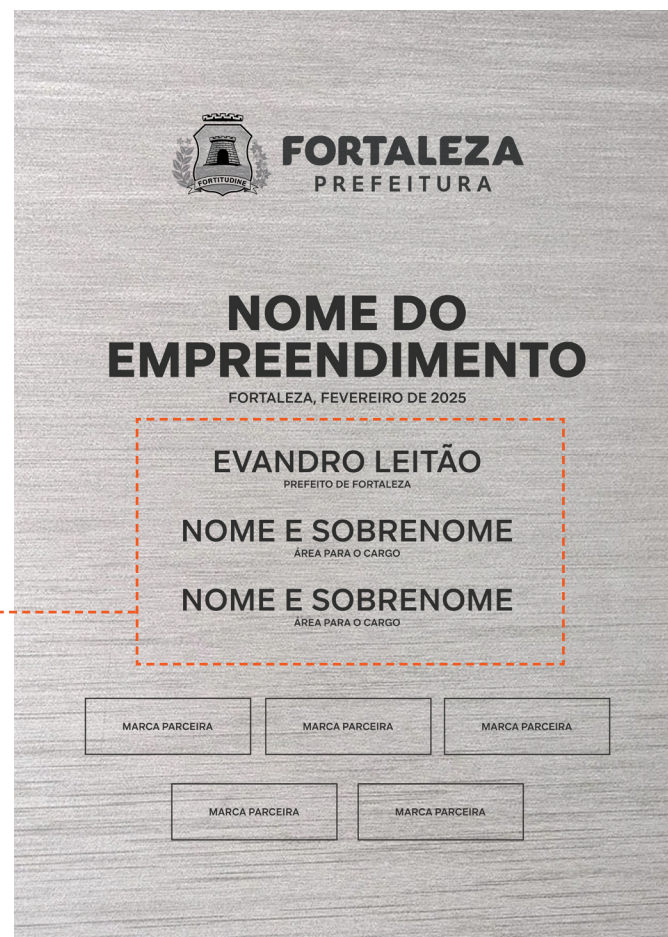 FORTITUDINE
FORTALEZA
PREFEITURA
NOME DO
EMPREENDIMENTO
FORTALEZA, FEVEREIRO DE 2025
EVANDRO LEITÃO
PREFEITO DE FORTALEZA
NOME E SOBRENOME
ÁREA PARA O CARGO
NOME E SOBRENOME
ÁREA PARA O CARGO
MARCA PARCEIRA
MARCA PARCEIRA
MARCA PARCEIRA
MARCA PARCEIRA
MARCA PARCEIRA